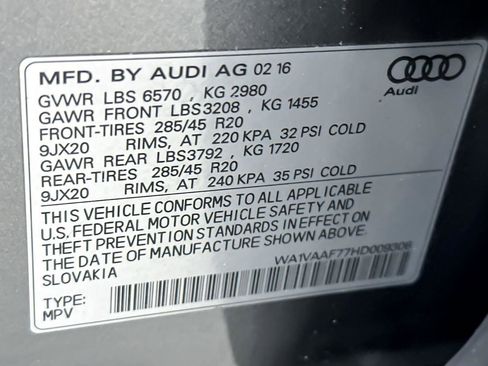 MFD. BY AUDI AG 02 16
Audi
GVWR LBS 6570 , KG 2980
GAWR FRONT LBS3208 , KG 1455
FRONT-TIRES 285/45 R20
9JX20 RIMS, AT 220 KPA 32 PSI COLD
GAWR REAR LBS3792 , KG 1720
REAR-TIRES 285/45 R20
9JX20 RIMS, AT 240 KPA 35 PSI COLD
THIS VEHICLE CONFORMS TO ALL APPLICABLE
U.S. FEDERAL MOTOR VEHICLE SAFETY AND
THEFT PREVENTION STANDARDS IN EFFECT ON
THE DATE OF MANUFACTURE SHOWN ABOVE.
SLOVAKIA
WA1VAAF77HD009306
TYPE:
MPV